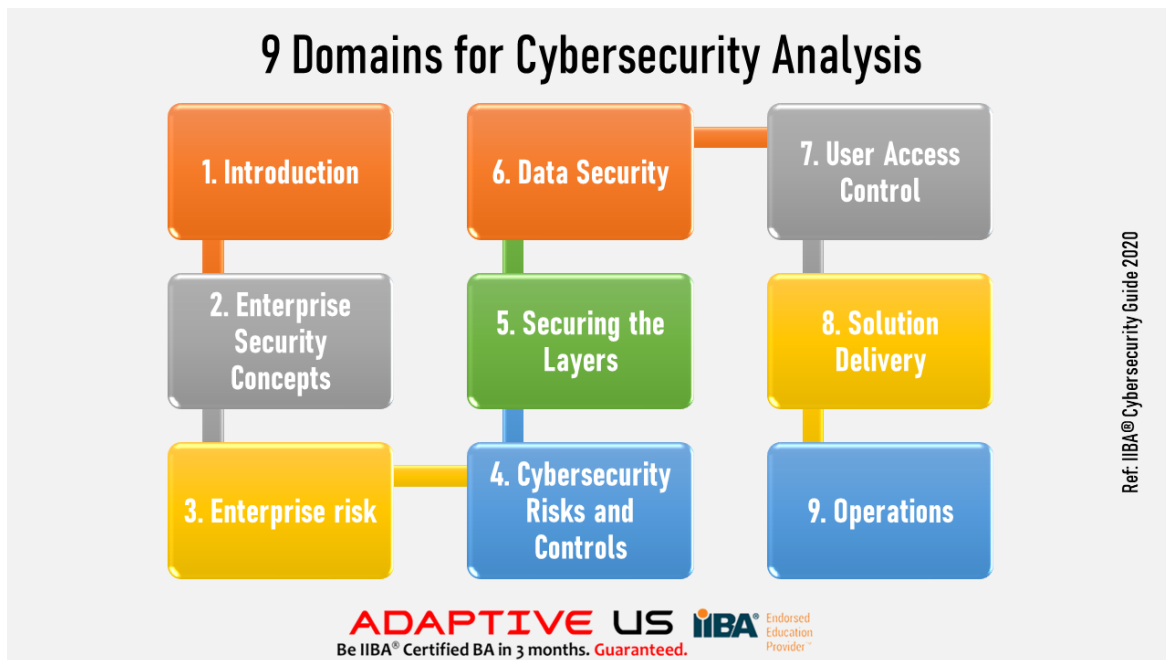 9 Domains for Cybersecurity Analysis
1. Introduction
2. Enterprise
Security
Concepts
3. Enterprise risk
4. Cybersecurity
Risks and
Controls
5. Securing the
Layers
6. Data Security
7. User Access
Control
8. Solution
Delivery
9. Operations
Ref: IIBA® Cybersecurity Guide 2020
ADAPTIVE US
Be IIBA® Certified BA in 3 months. Guaranteed.
IIBA®
Endorsed
Education
Provider™